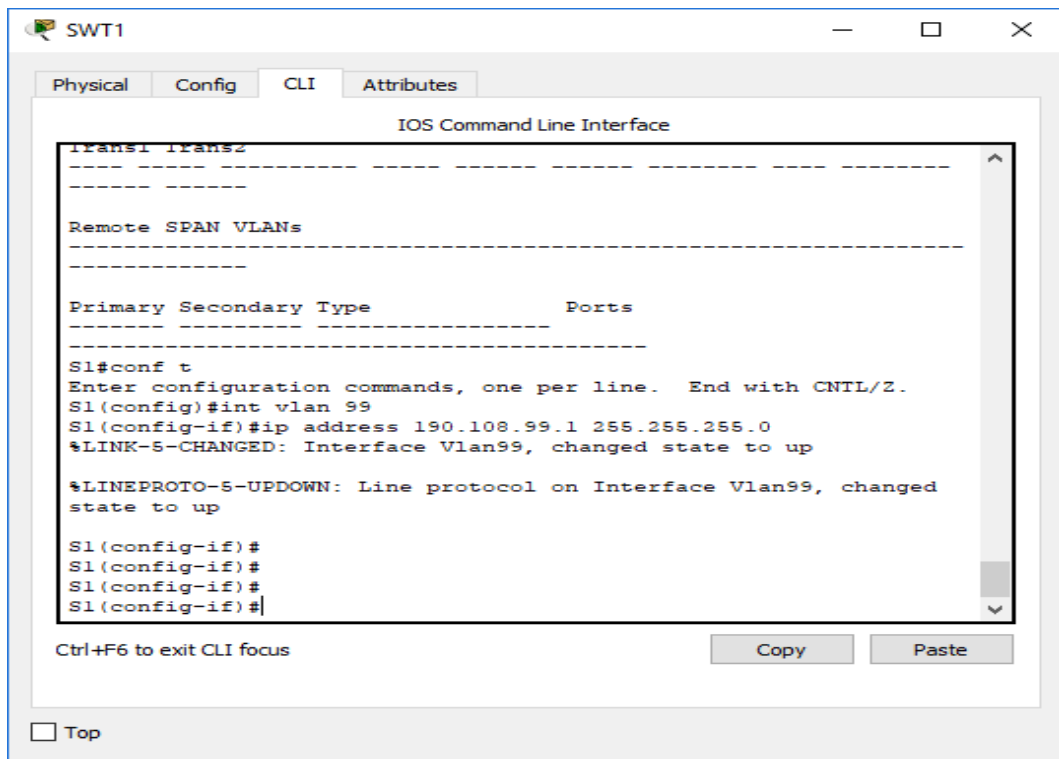 SWT1
Physical Config CLI Attributes
IOS Command Line Interface
Trans1 Trans2
---- ----- ---------- ----- ------ ------ -------- ---- --------
------ ------
Remote SPAN VLANs
-----------------------------------------------------------------
-------------
Primary Secondary Type Ports
------- --------- -----------------
------------------------------------------
S1#conf t
Enter configuration commands, one per line. End with CNTL/Z.
S1(config)#int vlan 99
S1(config-if)#ip address 190.108.99.1 255.255.255.0
%LINK-5-CHANGED: Interface Vlan99, changed state to up
%LINEPROTO-5-UPDOWN: Line protocol on Interface Vlan99, changed
state to up
S1(config-if)#
S1(config-if)#
S1(config-if)#
S1(config-if)#
Ctrl+F6 to exit CLI focus
Copy Paste
Top